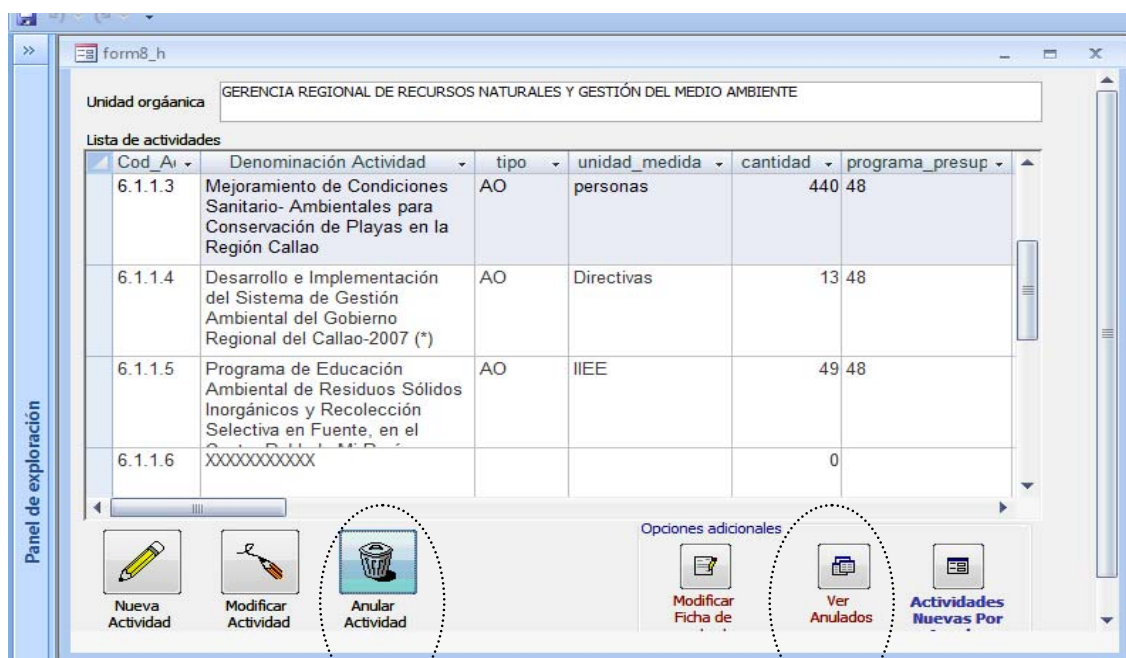 form8_h
Unidad orgáanica
GERENCIA REGIONAL DE RECURSOS NATURALES Y GESTIÓN DEL MEDIO AMBIENTE
Lista de actividades
Cod_A Denominación Actividad tipo unidad_medida cantidad programa_presup
6.1.1.3 Mejoramiento de Condiciones AO personas 440 48
Sanitario- Ambientales para
Conservación de Playas en la
Región Callao
6.1.1.4 Desarrollo e Implementación AO Directivas 13 48
del Sistema de Gestión
Ambiental del Gobierno
Regional del Callao-2007 (*)
6.1.1.5 Programa de Educación AO IIEE 49 48
Ambiental de Residuos Sólidos
Inorgánicos y Recolección
Selectiva en Fuente, en el
6.1.1.6 XXXXXXXXXXX 0
Panel de exploración
Opciones adicionales
Nueva
Actividad
Modificar
Actividad
Anular
Actividad
Modificar
Ficha de
Ver
Anulados
Actividades
Nuevas Por